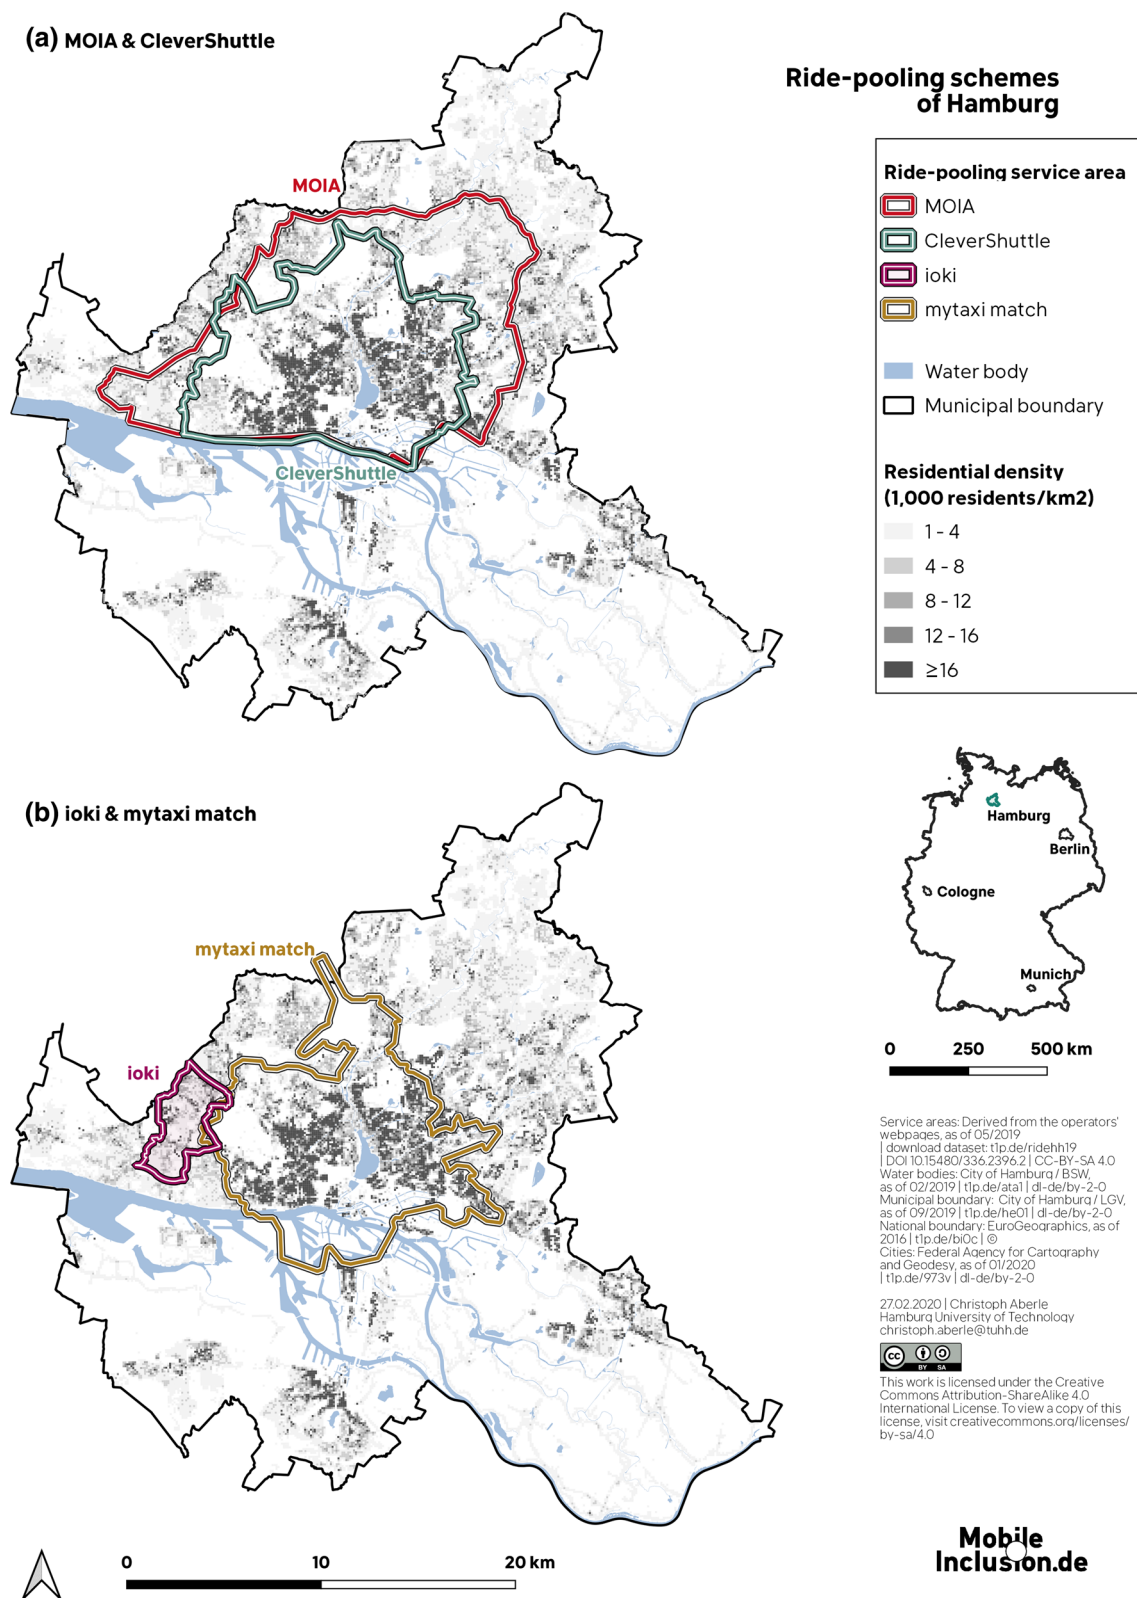 (a) MOIA & CleverShuttle
Ride-pooling schemes
of Hamburg
MOIA
CleverShuttle
Ride-pooling service area
MOIA
CleverShuttle
ioki
mytaxi match
Water body
Municipal boundary
Residential density
(1,000 residents/km2)
1 - 4
4 - 8
8 - 12
12 - 16
≥16
(b) ioki & mytaxi match
mytaxi match
ioki
Hamburg
Berlin
Cologne
Munich
0 250 500 km
Service areas: Derived from the operators'
webpages, as of 05/2019
| download dataset: t1p.de/ridehh19
| DOI 10.15480/336.2396.2 | CC-BY-SA 4.0
Water bodies: City of Hamburg / BSW,
as of 02/2019 | t1p.de/ata1 | dl-de/by-2-0
Municipal boundary: City of Hamburg / LGV,
as of 09/2019 | t1p.de/he01 | dl-de/by-2-0
National boundary: EuroGeographics, as of
2016 | t1p.de/bi0c | ©
Cities: Federal Agency for Cartography
and Geodesy, as of 01/2020
| t1p.de/973v | dl-de/by-2-0
27.02.2020 | Christoph Aberle
Hamburg University of Technology
christoph.aberle@tuhh.de
cc BY SA
This work is licensed under the Creative
Commons Attribution-ShareAlike 4.0
International License. To view a copy of this
license, visit creativecommons.org/licenses/
by-sa/4.0
0 10 20 km
Mobile
Inclusion.de